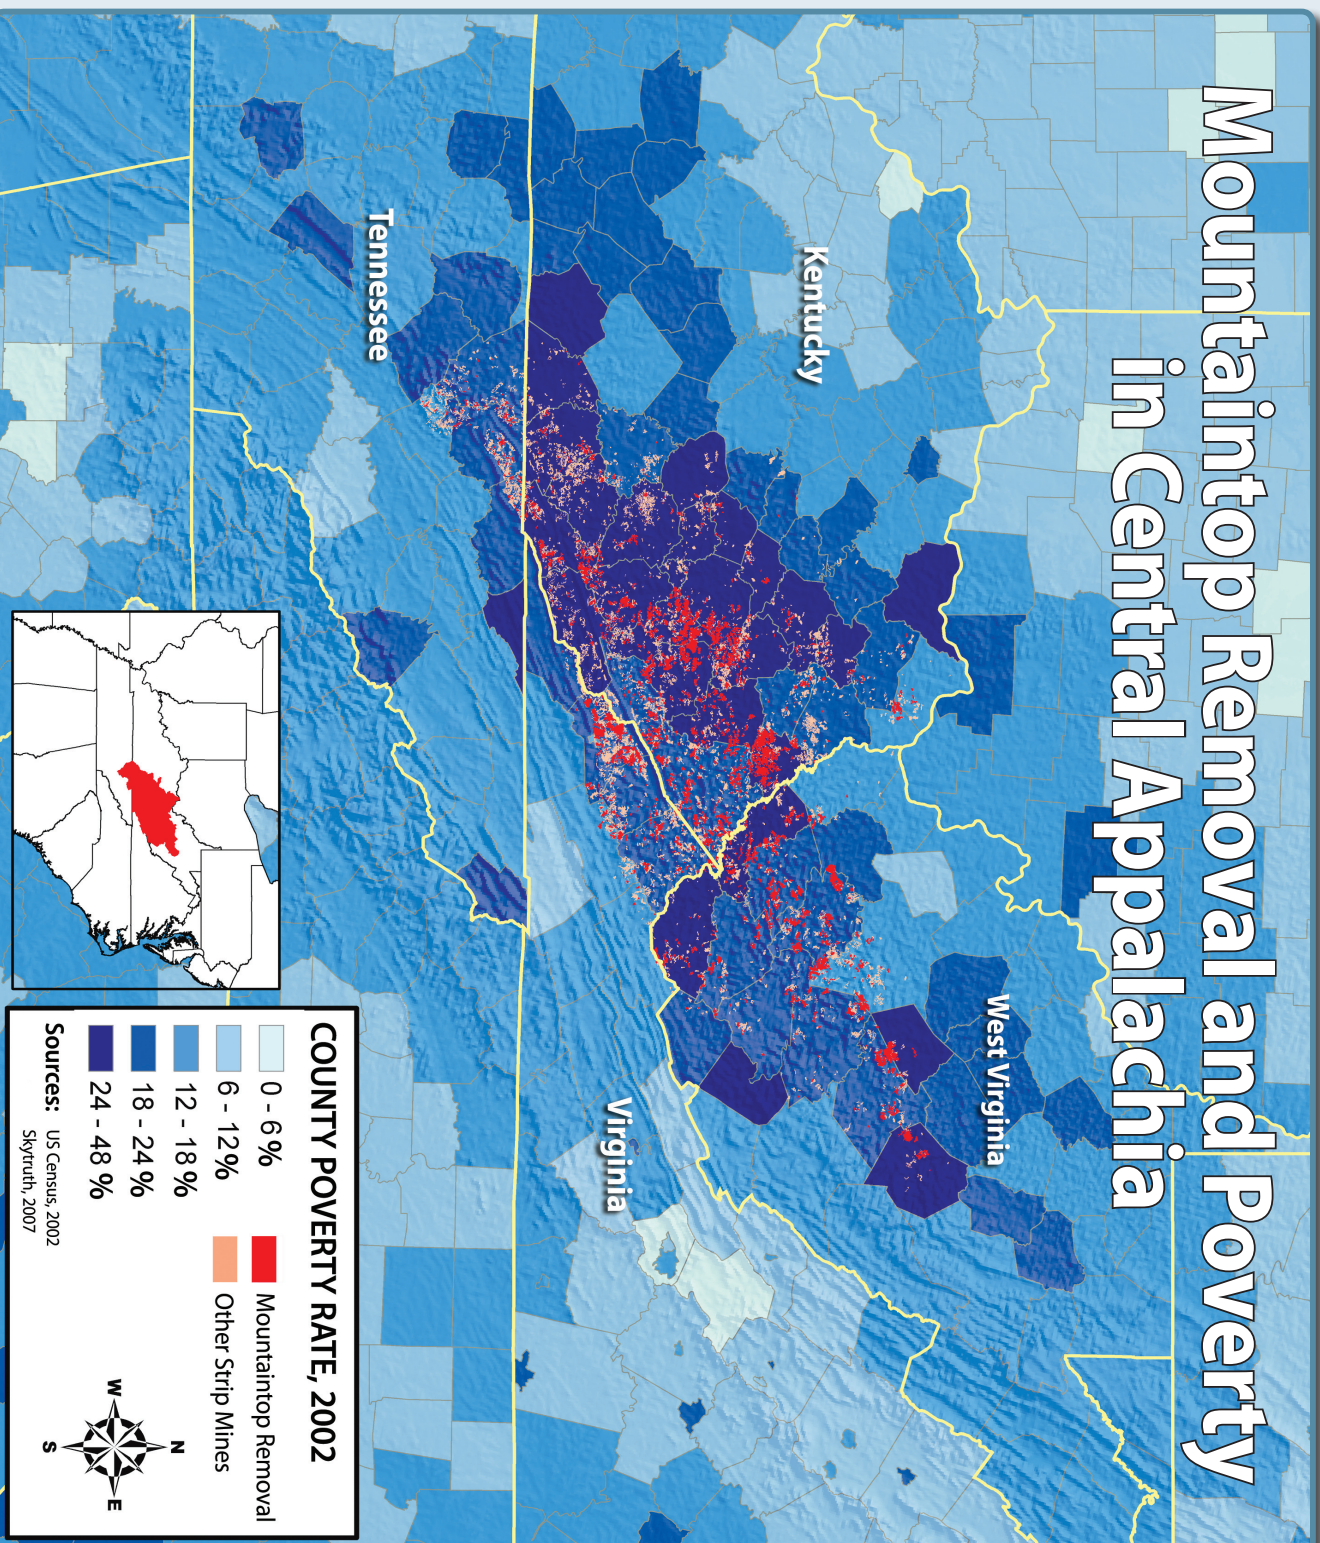 Mountaintop Removal and Poverty
in Central Appalachia
Kentucky
West Virginia
Tennessee
Virginia
COUNTY POVERTY RATE, 2002
0 - 6 %
6 - 12%
12 - 18 %
18 - 24 %
24 - 48 %
Mountaintop Removal
Other Strip Mines
Sources: US Census, 2002
Skytruth, 2007
N
W
E
S